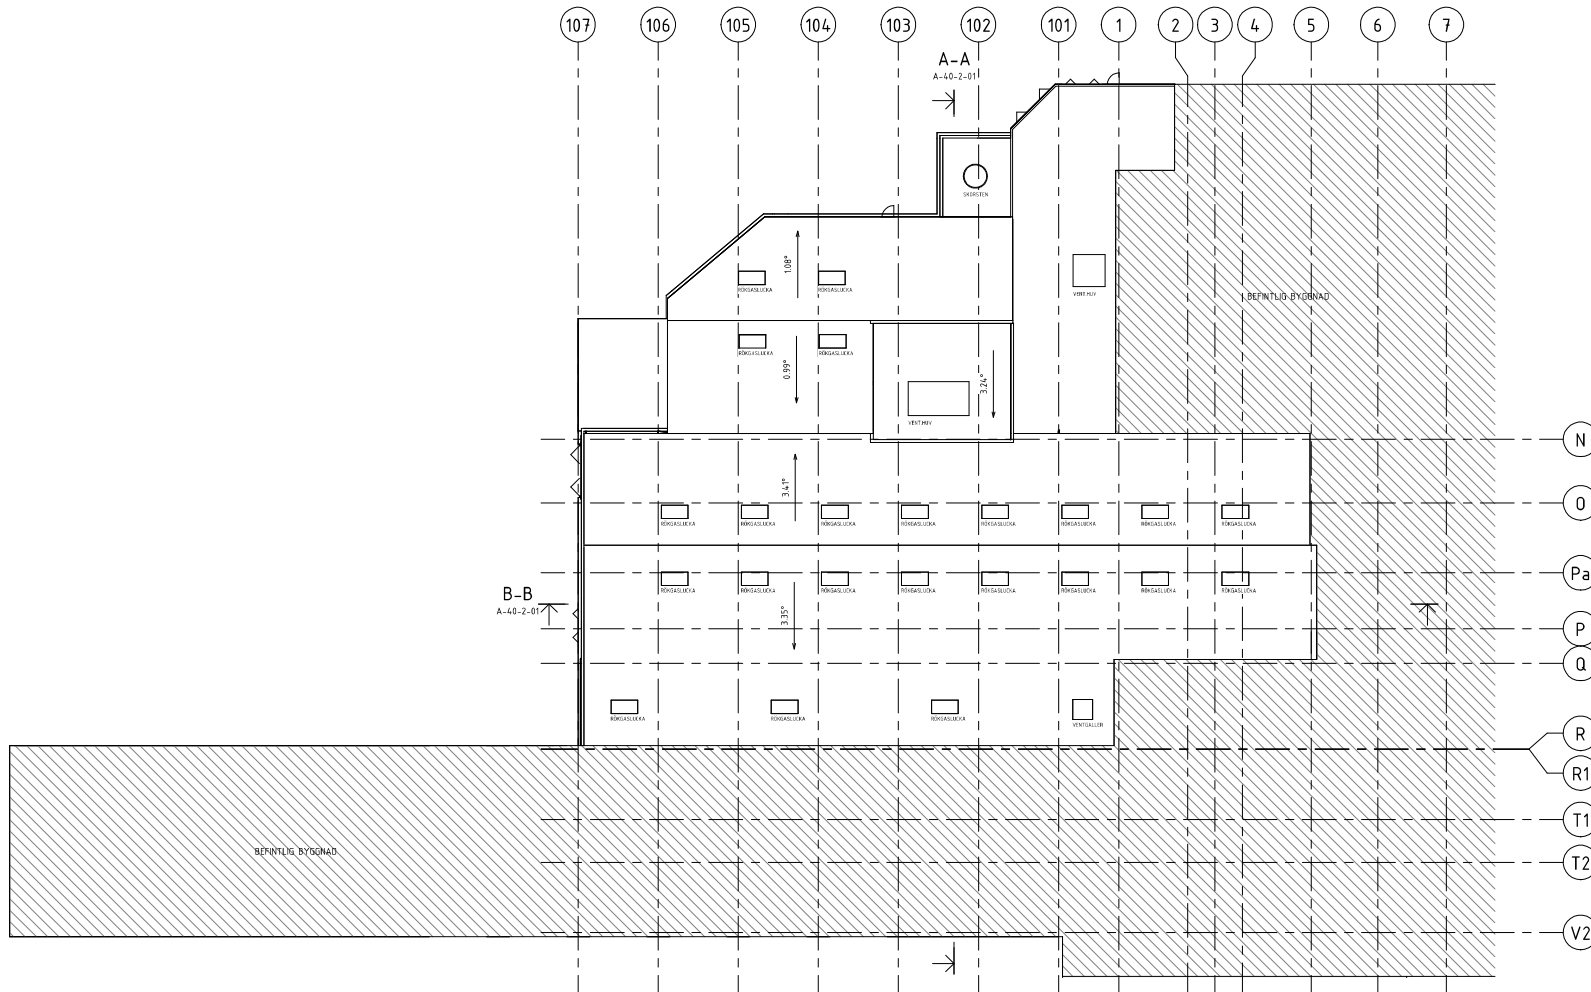 107 106 105 104 103 102 101 1 2 3 4 5 6 7
A-A
A-40-2-01
SKORSTEN
1.08°
RÖKGASLUCKA RÖKGASLUCKA
VENT.HUV
BEFINTLIG BYGGNAD
RÖKGASLUCKA RÖKGASLUCKA
0.99°
3.24°
VENT.HUV
N
3.41°
O
RÖKGASLUCKA RÖKGASLUCKA RÖKGASLUCKA RÖKGASLUCKA RÖKGASLUCKA RÖKGASLUCKA RÖKGASLUCKA RÖKGASLUCKA
Pa
RÖKGASLUCKA RÖKGASLUCKA RÖKGASLUCKA RÖKGASLUCKA RÖKGASLUCKA RÖKGASLUCKA RÖKGASLUCKA RÖKGASLUCKA
B-B
A-40-2-01
3.35°
P
Q
RÖKGASLUCKA RÖKGASLUCKA RÖKGASLUCKA VENTGALLER
R
R1
T1
BEFINTLIG BYGGNAD
T2
V2